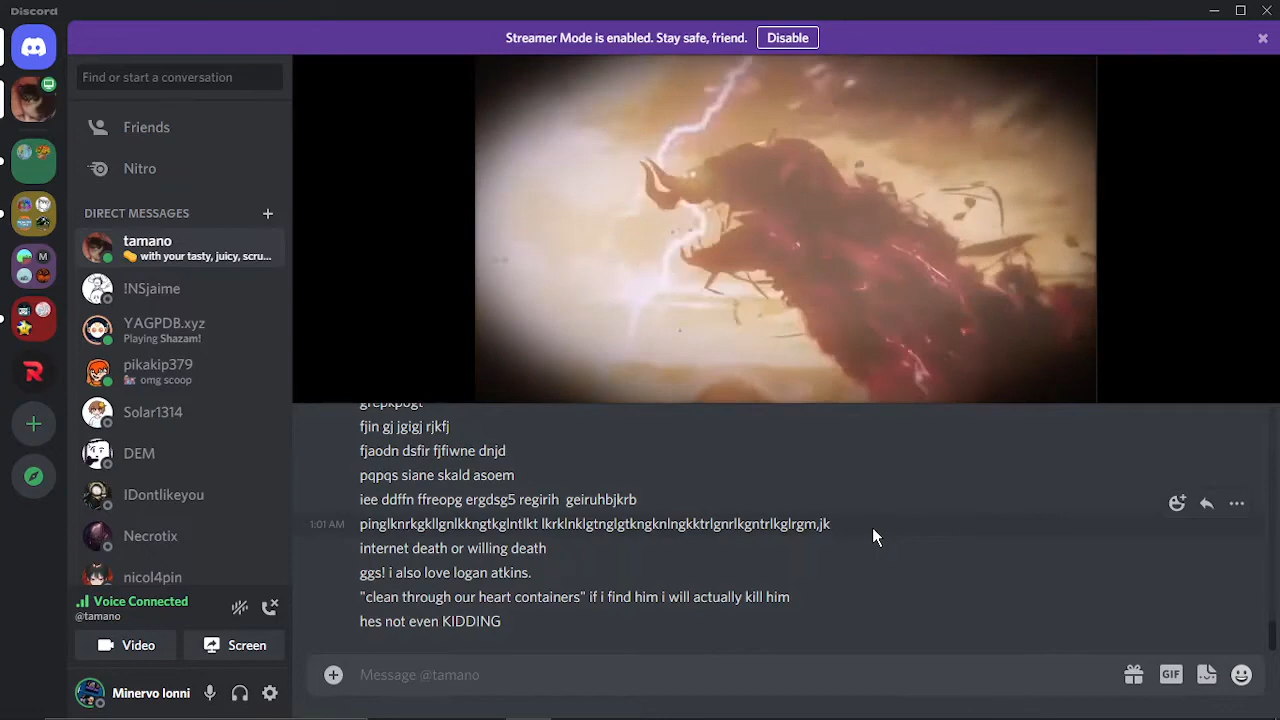 Discord
Streamer Mode is enabled. Stay safe, friend. Disable
Find or start a conversation
Friends
Nitro
DIRECT MESSAGES
tamano
with your tasty, juicy, scru...
!NSjaime
YAGPDB.xyz
Playing Shazam!
pikakip379
omg scoop
Solar1314
DEM
IDontlikeyou
Necrotix
nicol4pin
Voice Connected
@tamano
Video
Screen
Minervo Ionni
grepkpogt
fjin gj jgigj rjkfj
fjaodn dsfir fjfiwne dnjd
pqpqs siane skald asoem
iee ddffn ffreopg ergdsg5 regirih geiruhbjkrb
1:01 AM
pinglknrkgkllgnlkkngtkglntlkt lkrklnklgtnglgtkngknlngkktrlgnrlkgntrlkglrgm,jk
internet death or willing death
ggs! i also love logan atkins.
"clean through our heart containers" if i find him i will actually kill him
hes not even KIDDING
Message @tamano
GIF
M